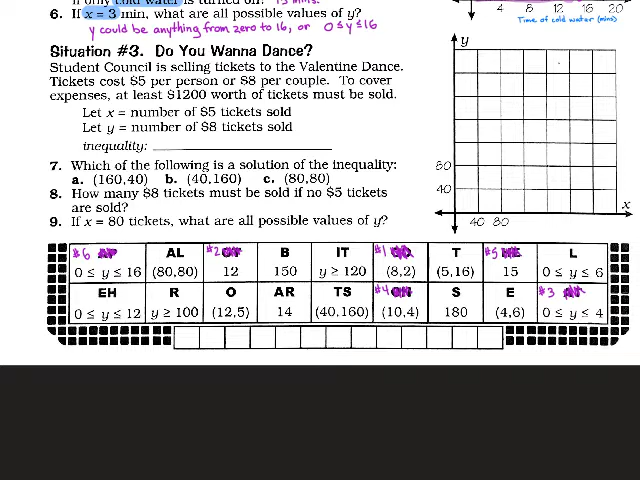 6. If x = 3 min, what are all possible values of y?
y could be anything from zero to 16, or 0 ≤ y ≤ 16
Time of cold water (mins)
4 8 12 16 20
Situation #3. Do You Wanna Dance?
Student Council is selling tickets to the Valentine Dance.
Tickets cost $5 per person or $8 per couple. To cover
expenses, at least $1200 worth of tickets must be sold.
Let x = number of $5 tickets sold
Let y = number of $8 tickets sold
inequality:
7. Which of the following is a solution of the inequality:
a. (160,40) b. (40,160) c. (80,80)
8. How many $8 tickets must be sold if no $5 tickets
are sold?
9. If x = 80 tickets, what are all possible values of y?
y
80
40
x
40 80
#6 AL #2 B IT #1 T #5 L
0 ≤ y ≤ 16 (80,80) 12 150 y ≥ 120 (8,2) (5,16) 15 0 ≤ y ≤ 6
EH R O AR TS #4 S E #3
0 ≤ y ≤ 12 y ≥ 100 (12,5) 14 (40,160) (10,4) 180 (4,6) 0 ≤ y ≤ 4